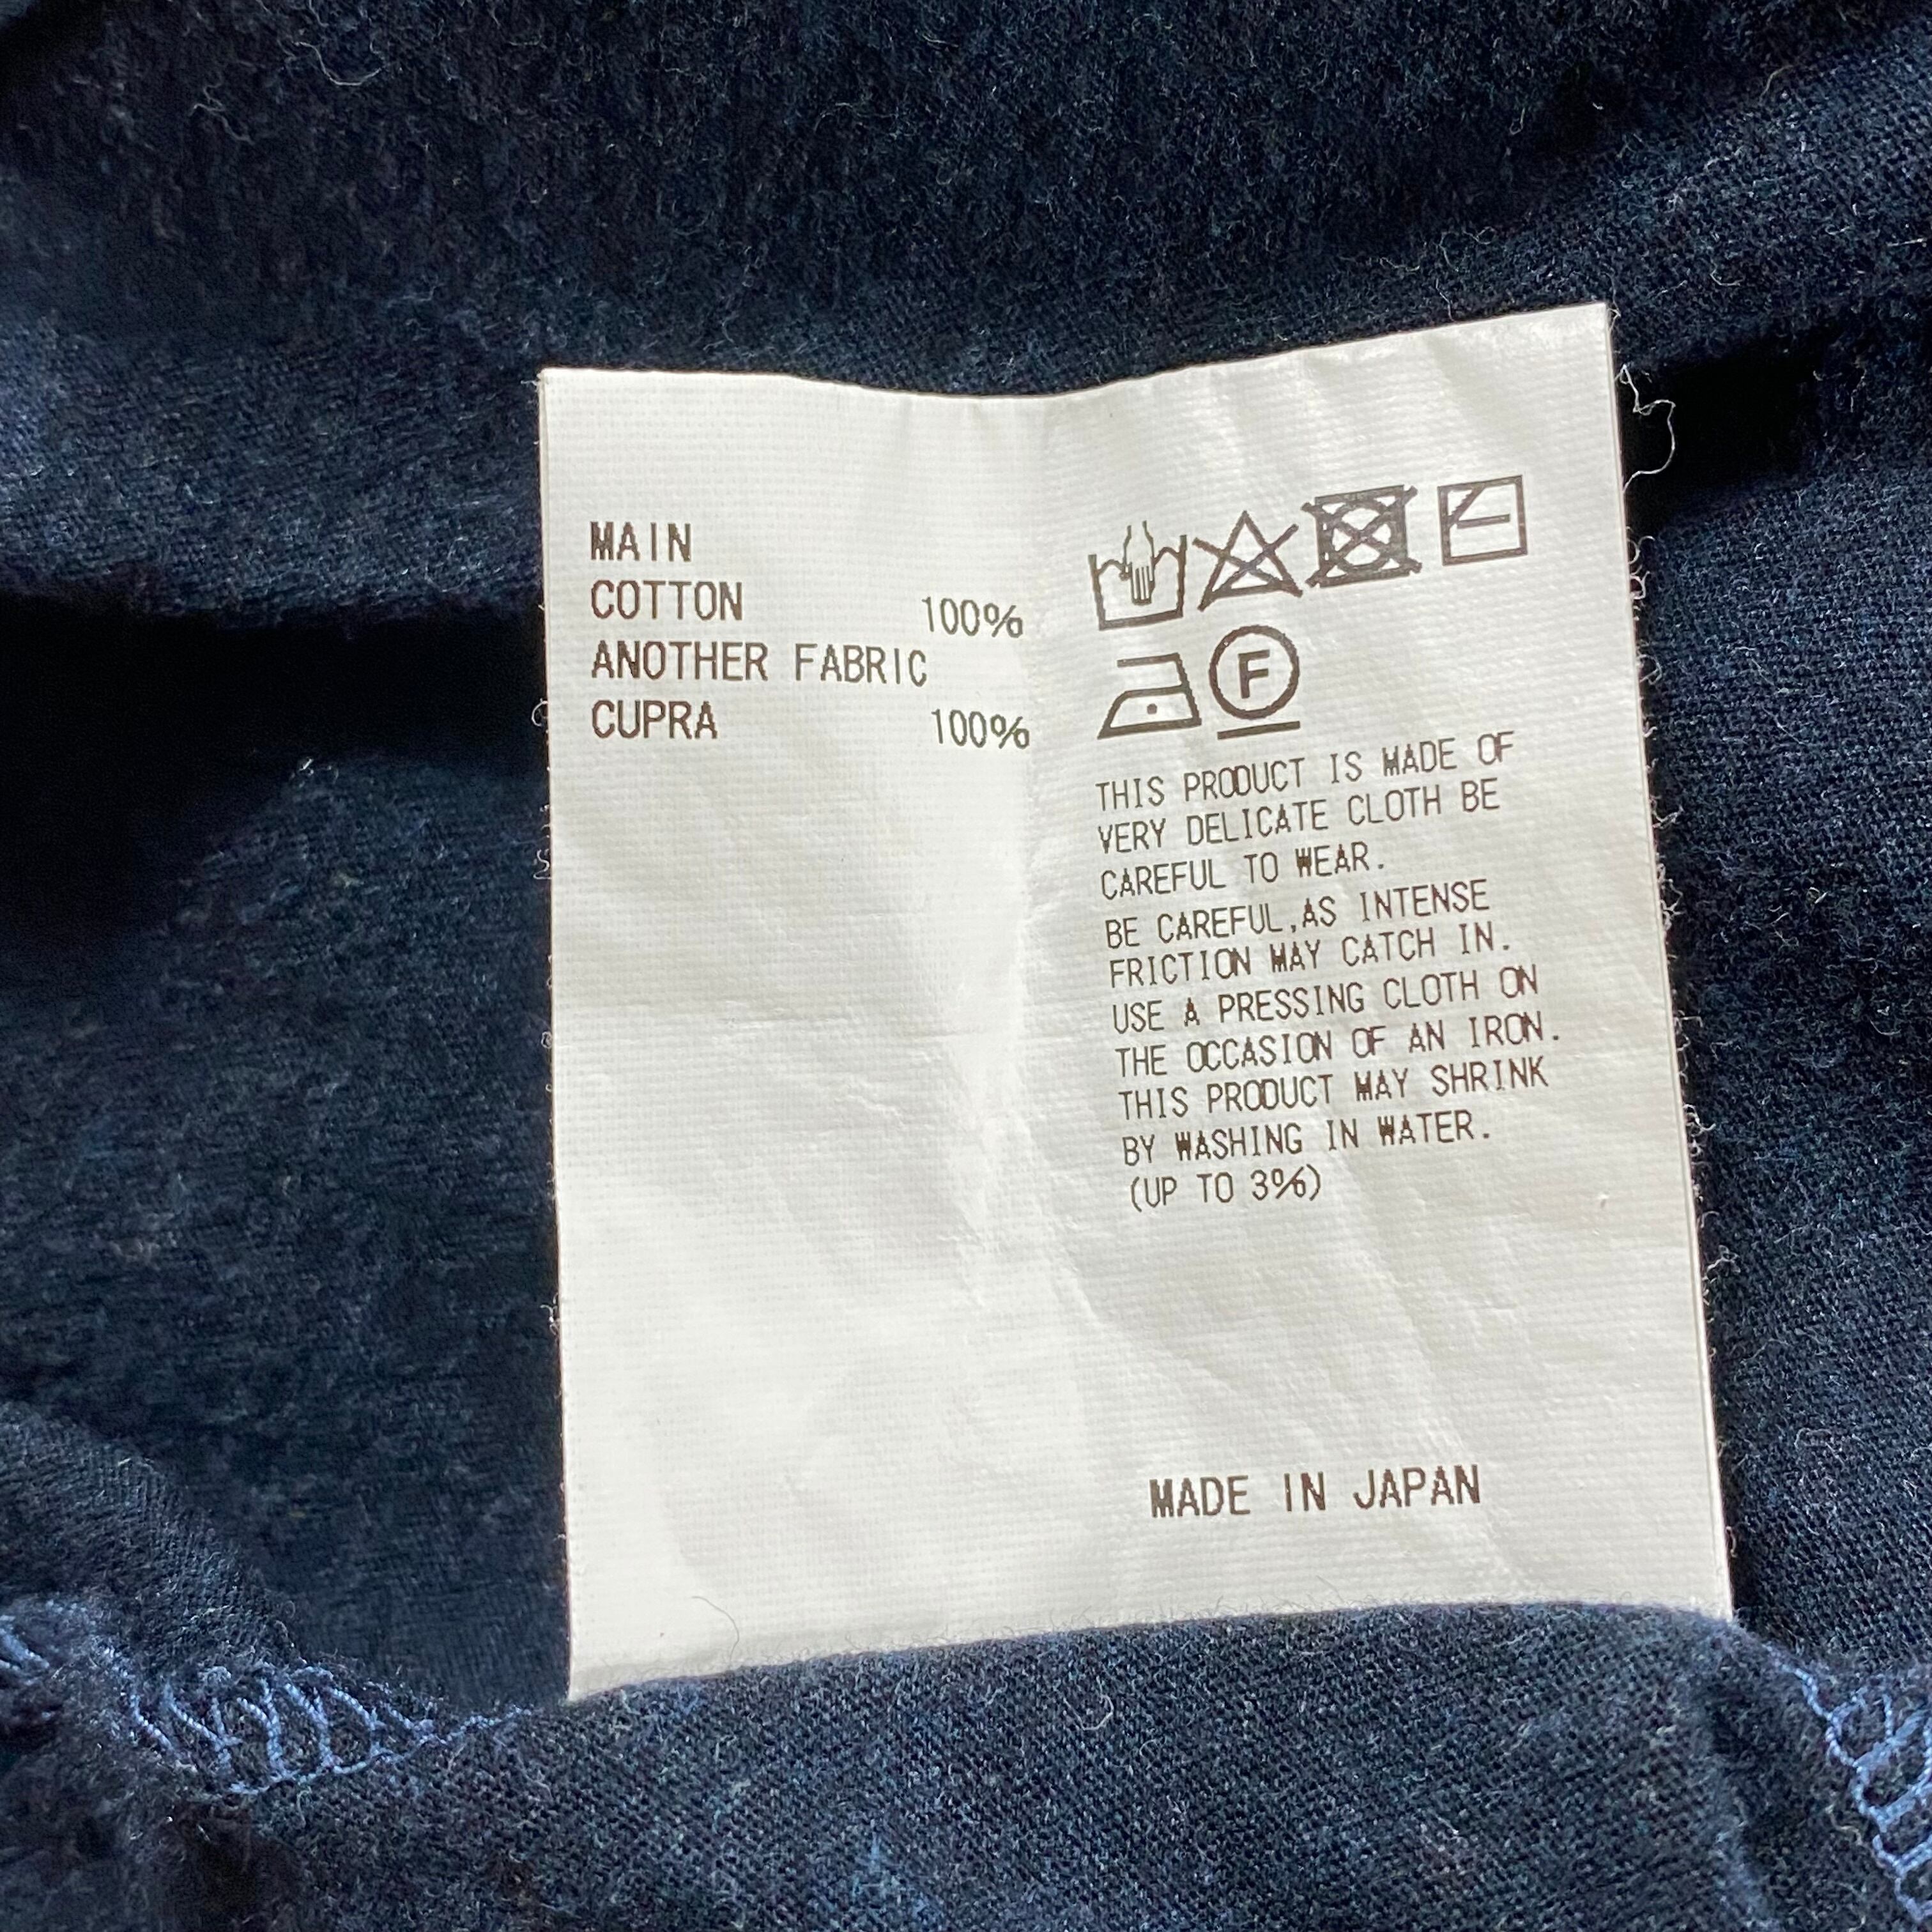 MAIN
COTTON 100%
ANOTHER FABRIC
CUPRA 100%
F
THIS PRODUCT IS MADE OF
VERY DELICATE CLOTH BE
CAREFUL TO WEAR.
BE CAREFUL,AS INTENSE
FRICTION MAY CATCH IN.
USE A PRESSING CLOTH ON
THE OCCASION OF AN IRON.
THIS PRODUCT MAY SHRINK
BY WASHING IN WATER.
(UP TO 3%)
MADE IN JAPAN